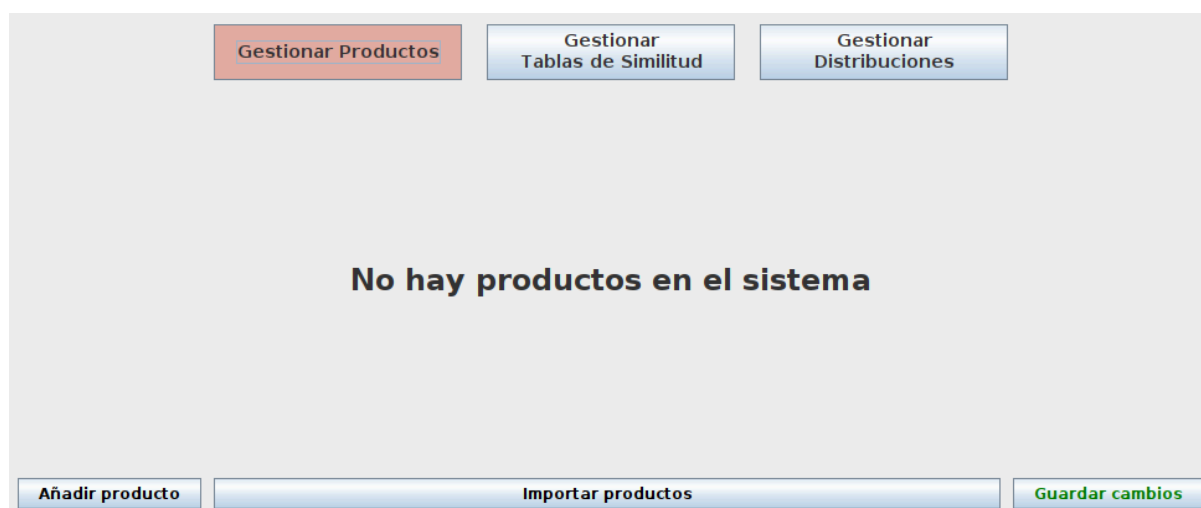 Gestionar Productos
Gestionar
Tablas de Similitud
Gestionar
Distribuciones
No hay productos en el sistema
Añadir producto
Importar productos
Guardar cambios